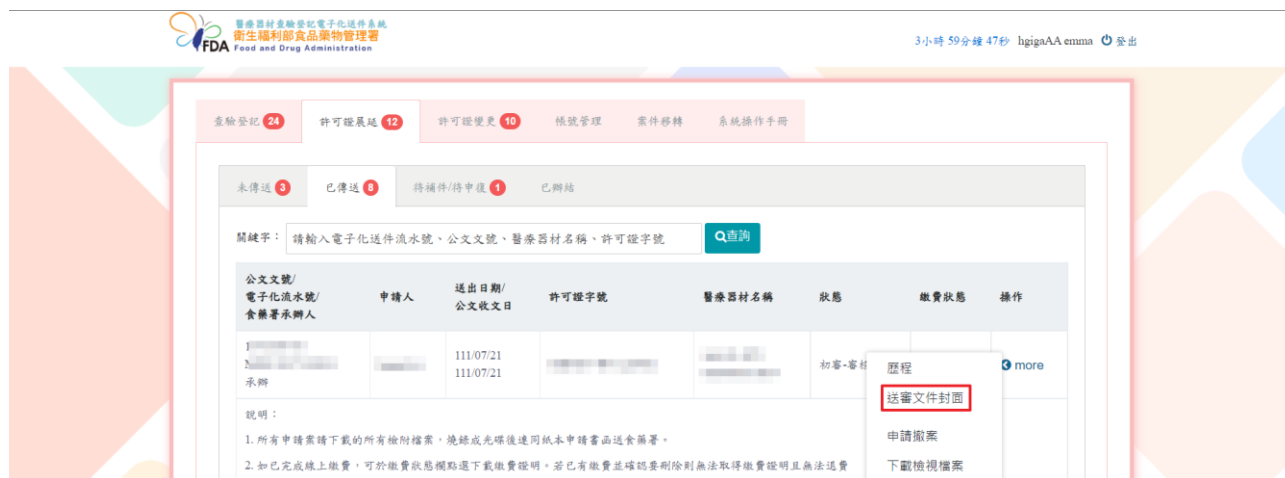 醫療器材查驗登記電子化送件系統
衛生福利部食品藥物管理署
FDA Food and Drug Administration
3小時 59分鐘 47秒 hgigaAA emma 登出
查驗登記 24 許可證展延 12 許可證變更 10 帳號管理 案件移轉 系統操作手冊
未傳送 3 已傳送 8 待補件/待申復 1 已辦結
關鍵字： 請輸入電子化送件流水號、公文文號、醫療器材名稱、許可證字號 查詢
公文文號/
電子化流水號/
食藥署承辦人
申請人
送出日期/
公文收文日
許可證字號
醫療器材名稱
狀態
繳費狀態
操作
承辦
111/07/21
111/07/21
初審-審
more
歷程
送審文件封面
申請撤案
下載檢視檔案
說明：
1. 所有申請案請下載的所有檢附檔案，燒錄成光碟後連同紙本申請書函送食藥署。
2. 如已完成線上繳費，可於繳費狀態欄點選下載繳費證明。若已有繳費並確認要刪除則無法取得繳費證明且無法退費